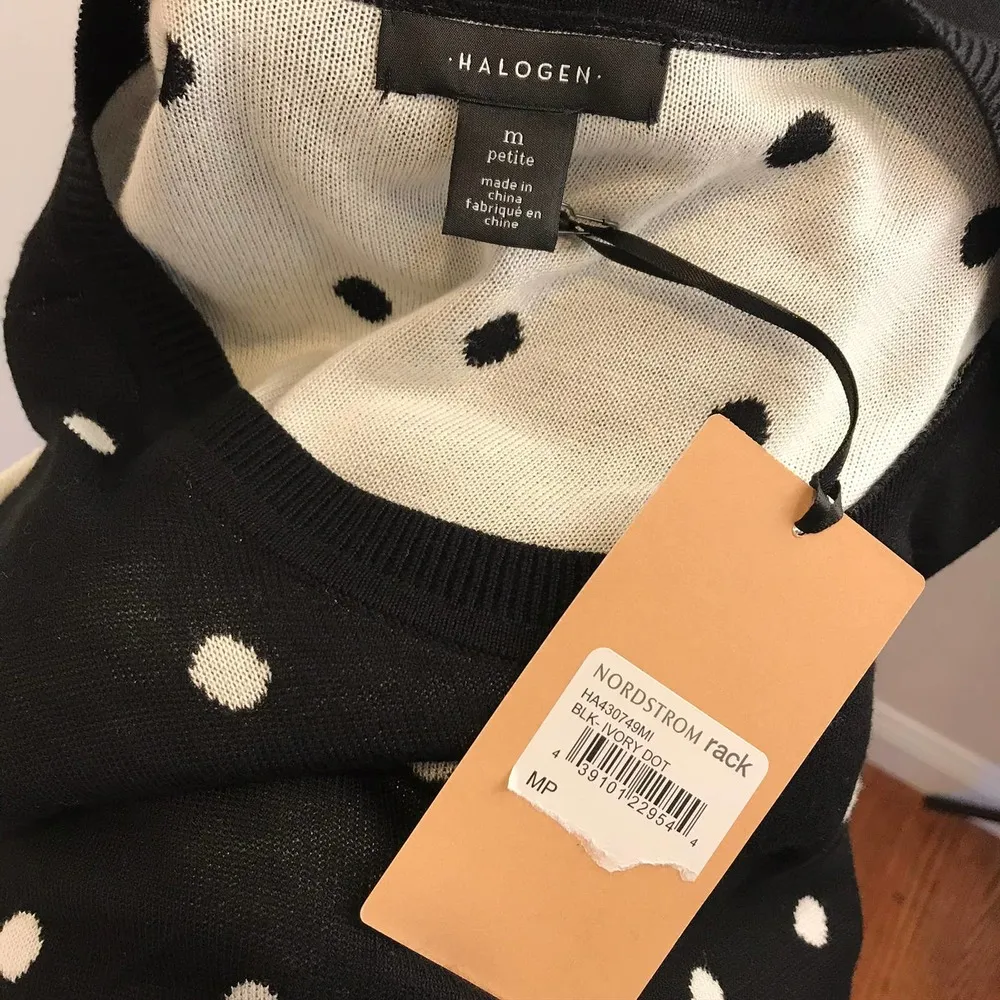 ·HALOGEN·
m
petite
made in
china
fabriqué en
chine
NORDSTROM rack
HA430749MI
BLK- IVORY DOT
4 39101 22954 4
MP